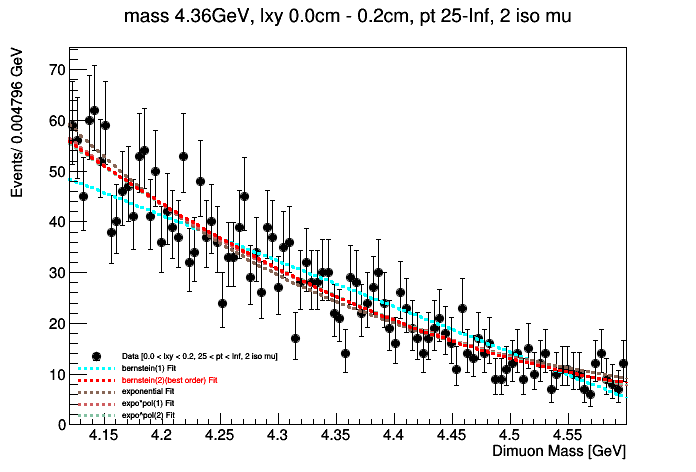 mass 4.36GeV, lxy 0.0cm - 0.2cm, pt 25-Inf, 2 iso mu
Events/ 0.004796 GeV
70
60
50
40
30
20
10
0
Data [0.0 < lxy < 0.2, 25 < pt < Inf, 2 iso mu]
bernstein(1) Fit
bernstein(2)(best order) Fit
exponential Fit
expo*pol(1) Fit
expo*pol(2) Fit
4.15 4.2 4.25 4.3 4.35 4.4 4.45 4.5 4.55
Dimuon Mass [GeV]